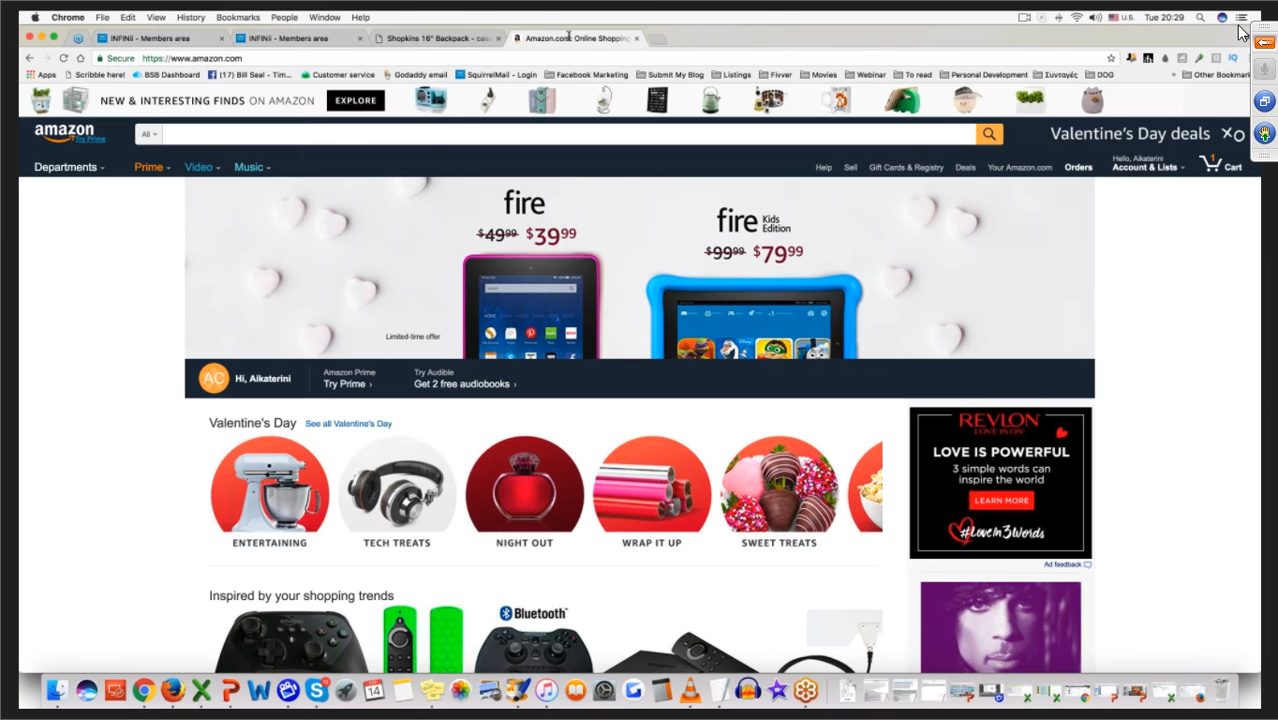 Chrome File Edit View History Bookmarks People Window Help U.S. Tue 20:29
INFINii - Members area INFINii - Members area Shopkins 16" Backpack - Amazon.com: Online Shopping
Secure https://www.amazon.com
Apps Scribble here! BSB Dashboard (17) Bill Seal - Tim... Customer service Godaddy email SquirrelMail - Login Facebook Marketing Submit My Blog Listings Fivver Movies Webinar To read Personal Development Συνταγές DOG » Other Bookmark
NEW & INTERESTING FINDS ON AMAZON EXPLORE
amazon Try Prime All Valentine's Day deals XO
Departments Prime Video Music Help Sell Gift Cards & Registry Deals Your Amazon.com Orders Hello, Aikaterini Account & Lists 1 Cart
fire
$49.99 $39.99
fire Kids Edition
$99.99 $79.99
Limited-time offer
AC Hi, Aikaterini Amazon Prime Try Prime › Try Audible Get 2 free audiobooks ›
Valentine's Day See all Valentine's Day
ENTERTAINING TECH TREATS NIGHT OUT WRAP IT UP SWEET TREATS
REVLON
LOVE IS ON
LOVE IS POWERFUL
3 simple words can
inspire the world
LEARN MORE
#LoveIn3Words
Ad feedback
Inspired by your shopping trends
Bluetooth
amazon
14